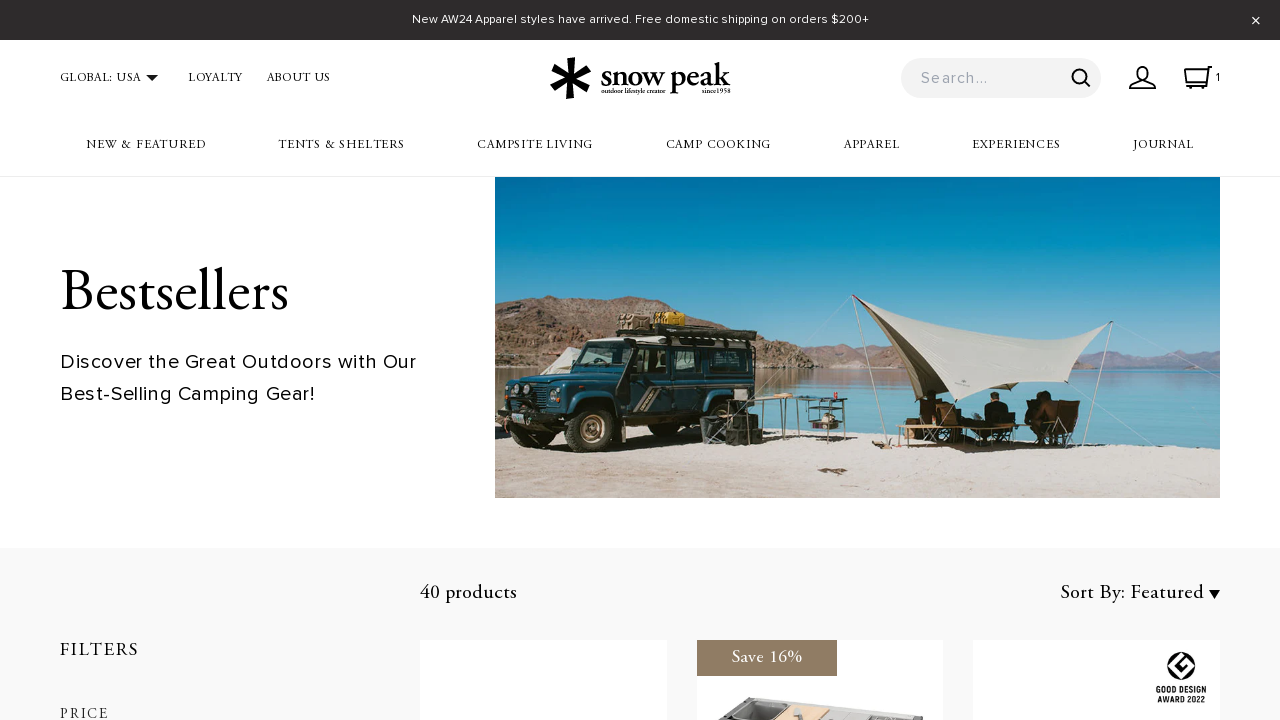 New AW24 Apparel styles have arrived. Free domestic shipping on orders $200+
×
GLOBAL: USA
LOYALTY
ABOUT US
snow peak
outdoor lifestyle creator
since1958
Search...
1
NEW & FEATURED
TENTS & SHELTERS
CAMPSITE LIVING
CAMP COOKING
APPAREL
EXPERIENCES
JOURNAL
Bestsellers
Discover the Great Outdoors with Our
Best-Selling Camping Gear!
40 products
Sort By: Featured
FILTERS
PRICE
Save 16%
GOOD DESIGN
AWARD 2022